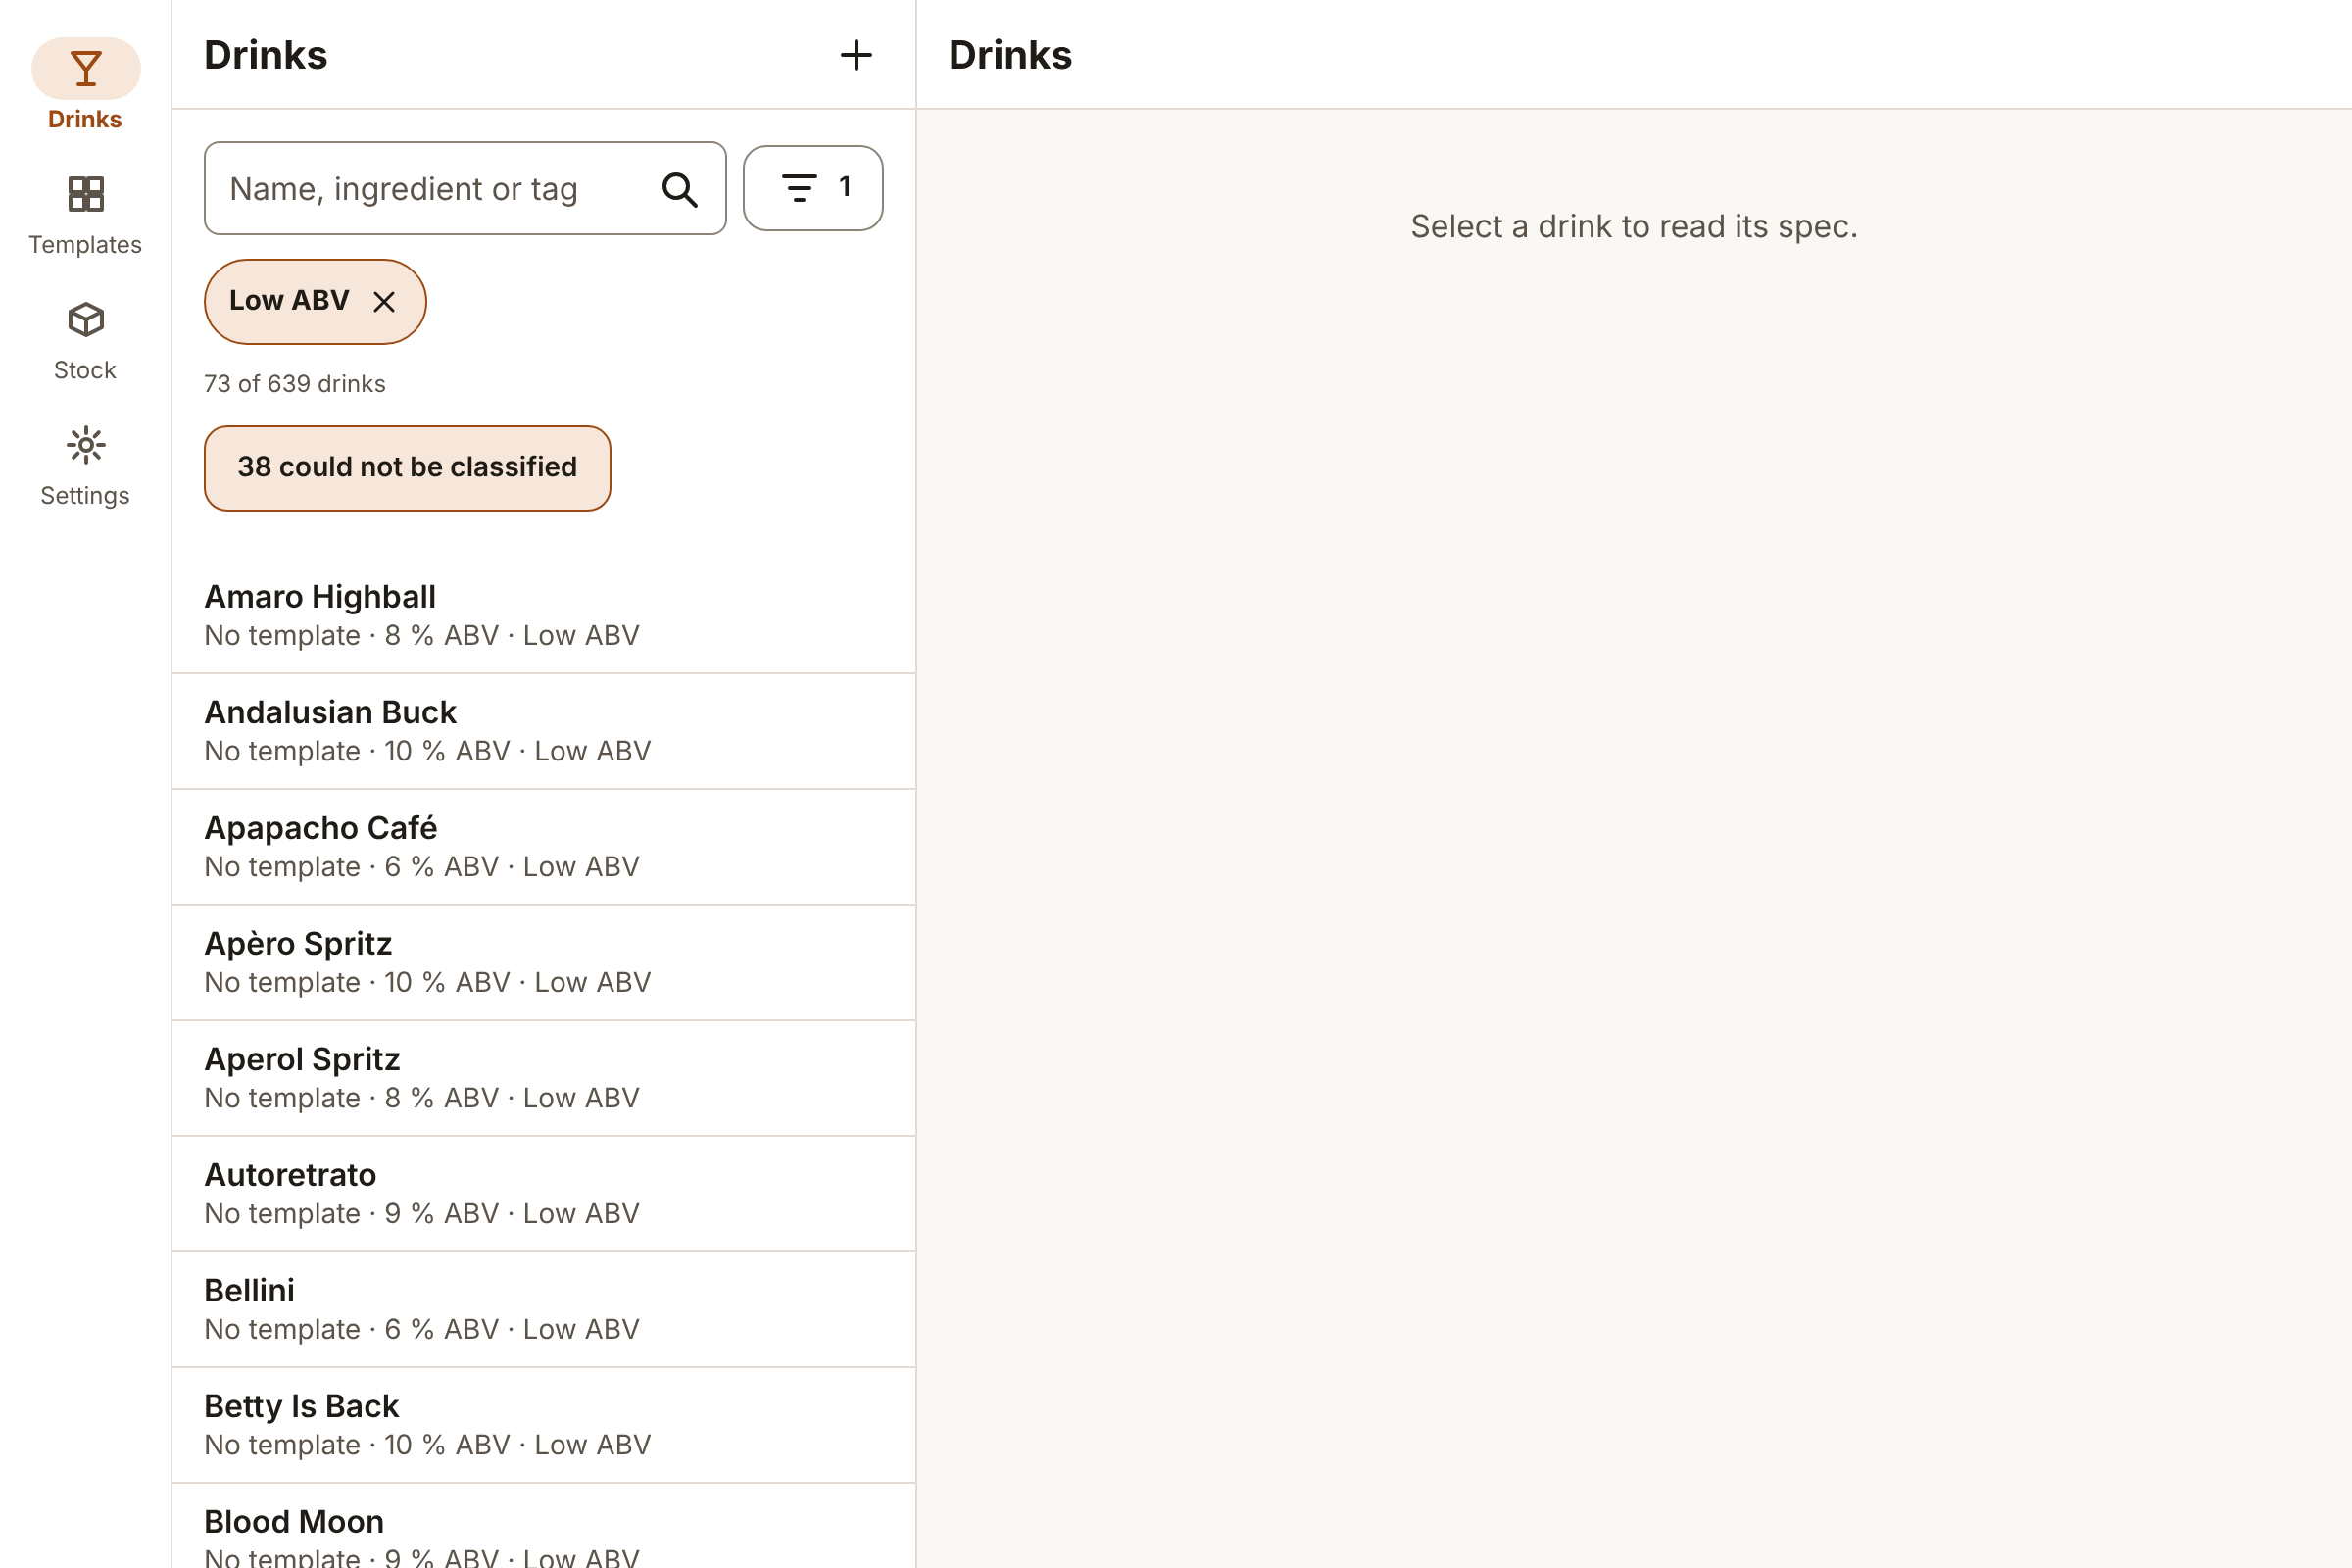 Drinks
Templates
Stock
Settings
Drinks
Name, ingredient or tag
1
Low ABV
73 of 639 drinks
38 could not be classified
Amaro Highball
No template · 8 % ABV · Low ABV
Andalusian Buck
No template · 10 % ABV · Low ABV
Apapacho Café
No template · 6 % ABV · Low ABV
Apèro Spritz
No template · 10 % ABV · Low ABV
Aperol Spritz
No template · 8 % ABV · Low ABV
Autoretrato
No template · 9 % ABV · Low ABV
Bellini
No template · 6 % ABV · Low ABV
Betty Is Back
No template · 10 % ABV · Low ABV
Blood Moon
No template · 9 % ABV · Low ABV
Drinks
Select a drink to read its spec.